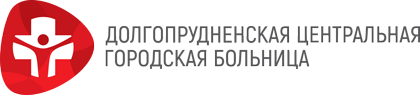 ДОЛГОПРУДНЕНСКАЯ ЦЕНТРАЛЬНАЯ
ГОРОДСКАЯ БОЛЬНИЦА